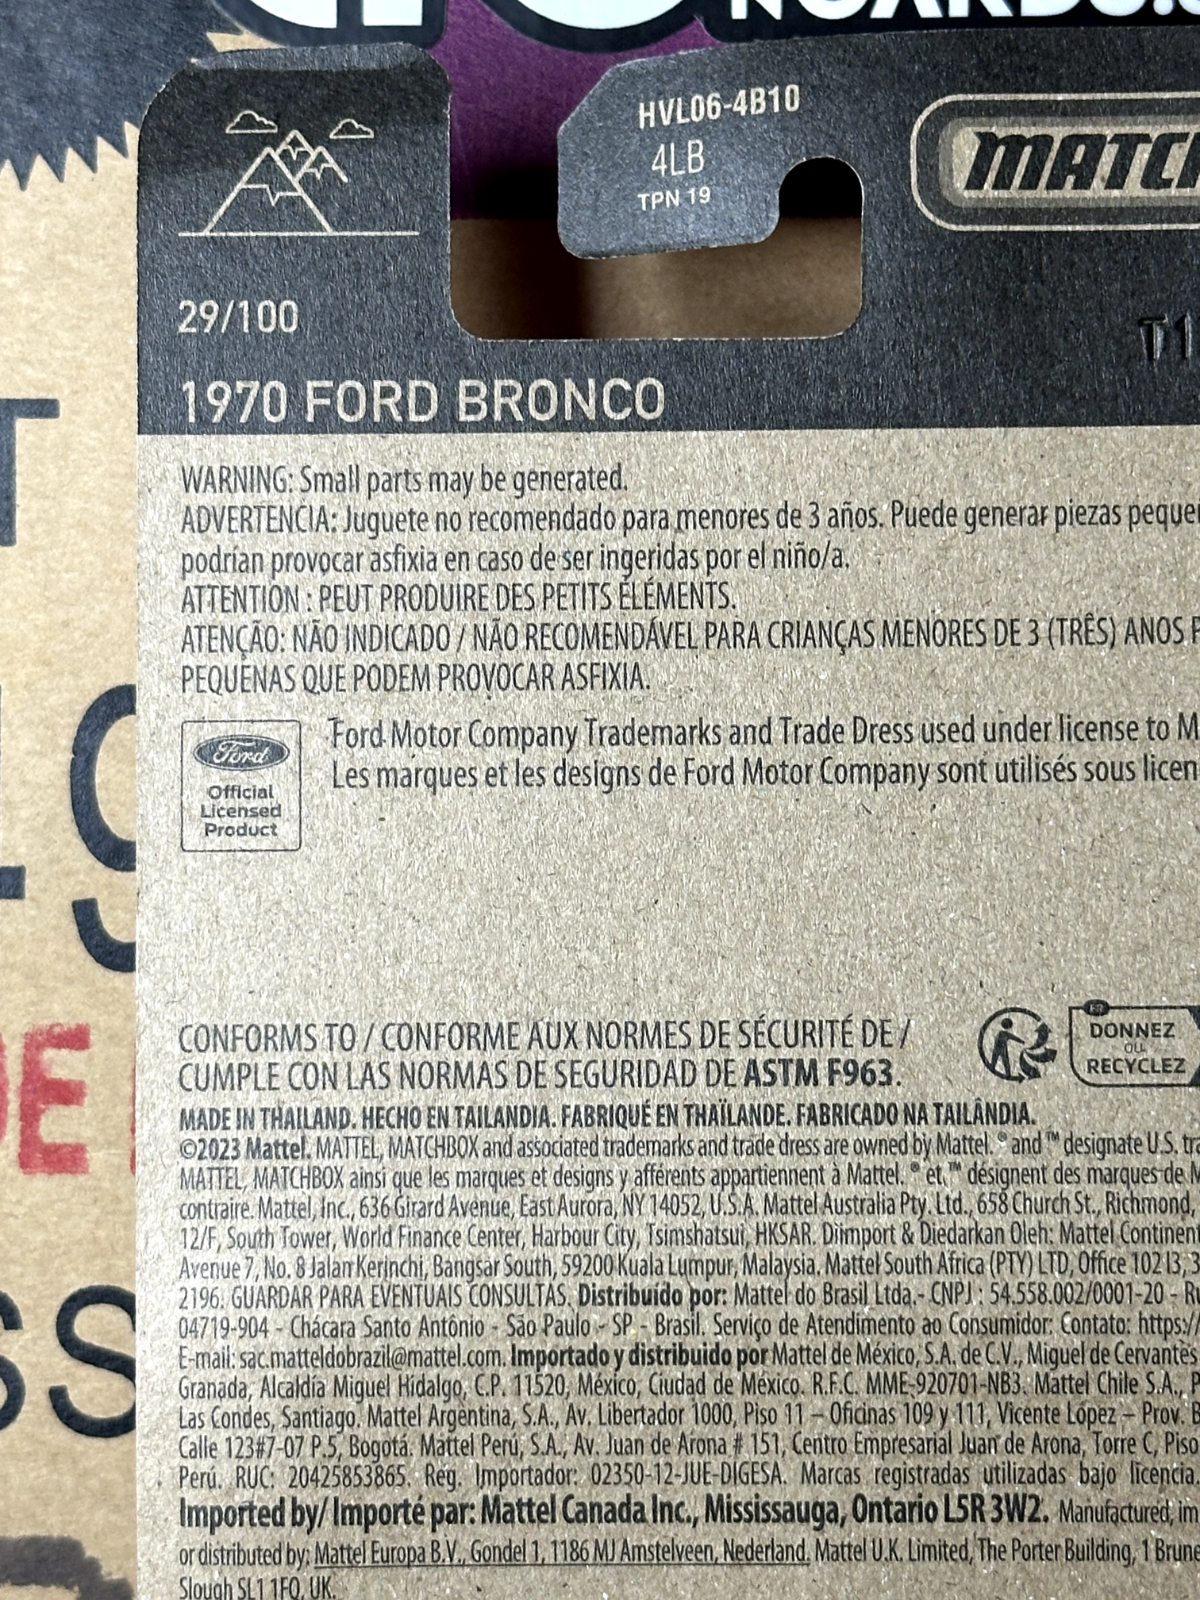 HVL06-4B10
4LB
TPN 19
29/100
1970 FORD BRONCO
WARNING: Small parts may be generated.
ADVERTENCIA: Juguete no recomendado para menores de 3 años. Puede generar piezas
podrían provocar asfixia en caso de ser ingeridas por el niño/a.
ATTENTION : PEUT PRODUIRE DES PETITS ÉLÉMENTS.
ATENÇÃO: NÃO INDICADO / NÃO RECOMENDÁVEL PARA CRIANÇAS MENORES DE 3 (TRÊS) ANOS
PEQUENAS QUE PODEM PROVOCAR ASFIXIA.
Ford
Official
Licensed
Product
Ford Motor Company Trademarks and Trade Dress used under license to
Les marques et les designs de Ford Motor Company sont utilisés sous
CONFORMS TO / CONFORME AUX NORMES DE SÉCURITÉ DE /
CUMPLE CON LAS NORMAS DE SEGURIDAD DE ASTM F963.
FR
DONNEZ
OU
RECYCLEZ
MADE IN THAILAND. HECHO EN TAILANDIA. FABRIQUÉ EN THAÏLANDE. FABRICADO NA TAILÂNDIA.
©2023 Mattel. MATTEL, MATCHBOX and associated trademarks and trade dress are owned by Mattel. ® and ™ designate U.S.
MATTEL, MATCHBOX ainsi que les marques et designs y afférents appartiennent à Mattel. ® et ™ désignent des marques de
contraire. Mattel, Inc., 636 Girard Avenue, East Aurora, NY 14052, U.S.A. Mattel Australia Pty. Ltd., 658 Church St., Richmond,
12/F, South Tower, World Finance Center, Harbour City, Tsimshatsui, HKSAR. Diimport & Diedarkan Oleh: Mattel
Avenue 7, No. 8 Jalan Kerinchi, Bangsar South, 59200 Kuala Lumpur, Malaysia. Mattel South Africa (PTY) LTD, Office 102 I3,
2196. GUARDAR PARA EVENTUAIS CONSULTAS. Distribuído por: Mattel do Brasil Ltda.- CNPJ : 54.558.002/0001-20 -
04719-904 - Chácara Santo Antônio - São Paulo - SP - Brasil. Serviço de Atendimento ao Consumidor: Contato: https://
E-mail: sac.matteldobrazil@mattel.com. Importado y distribuido por Mattel de México, S.A. de C.V., Miguel de Cervantes
Granada, Alcaldía Miguel Hidalgo, C.P. 11520, México, Ciudad de México. R.F.C. MME-920701-NB3. Mattel Chile S.A.,
Las Condes, Santiago. Mattel Argentina, S.A., Av. Libertador 1000, Piso 11 – Oficinas 109 y 111, Vicente López – Prov.
Calle 123#7-07 P.5, Bogotá. Mattel Perú, S.A., Av. Juan de Arona # 151, Centro Empresarial Juan de Arona, Torre C, Piso
Perú. RUC: 20425853865. Reg. Importador: 02350-12-JUE-DIGESA. Marcas registradas utilizadas bajo licencia.
Imported by/ Importé par: Mattel Canada Inc., Mississauga, Ontario L5R 3W2. Manufactured,
or distributed by: Mattel Europa B.V., Gondel 1, 1186 MJ Amstelveen, Nederland. Mattel U.K. Limited, The Porter Building, 1
Slough SL1 1FQ, UK.